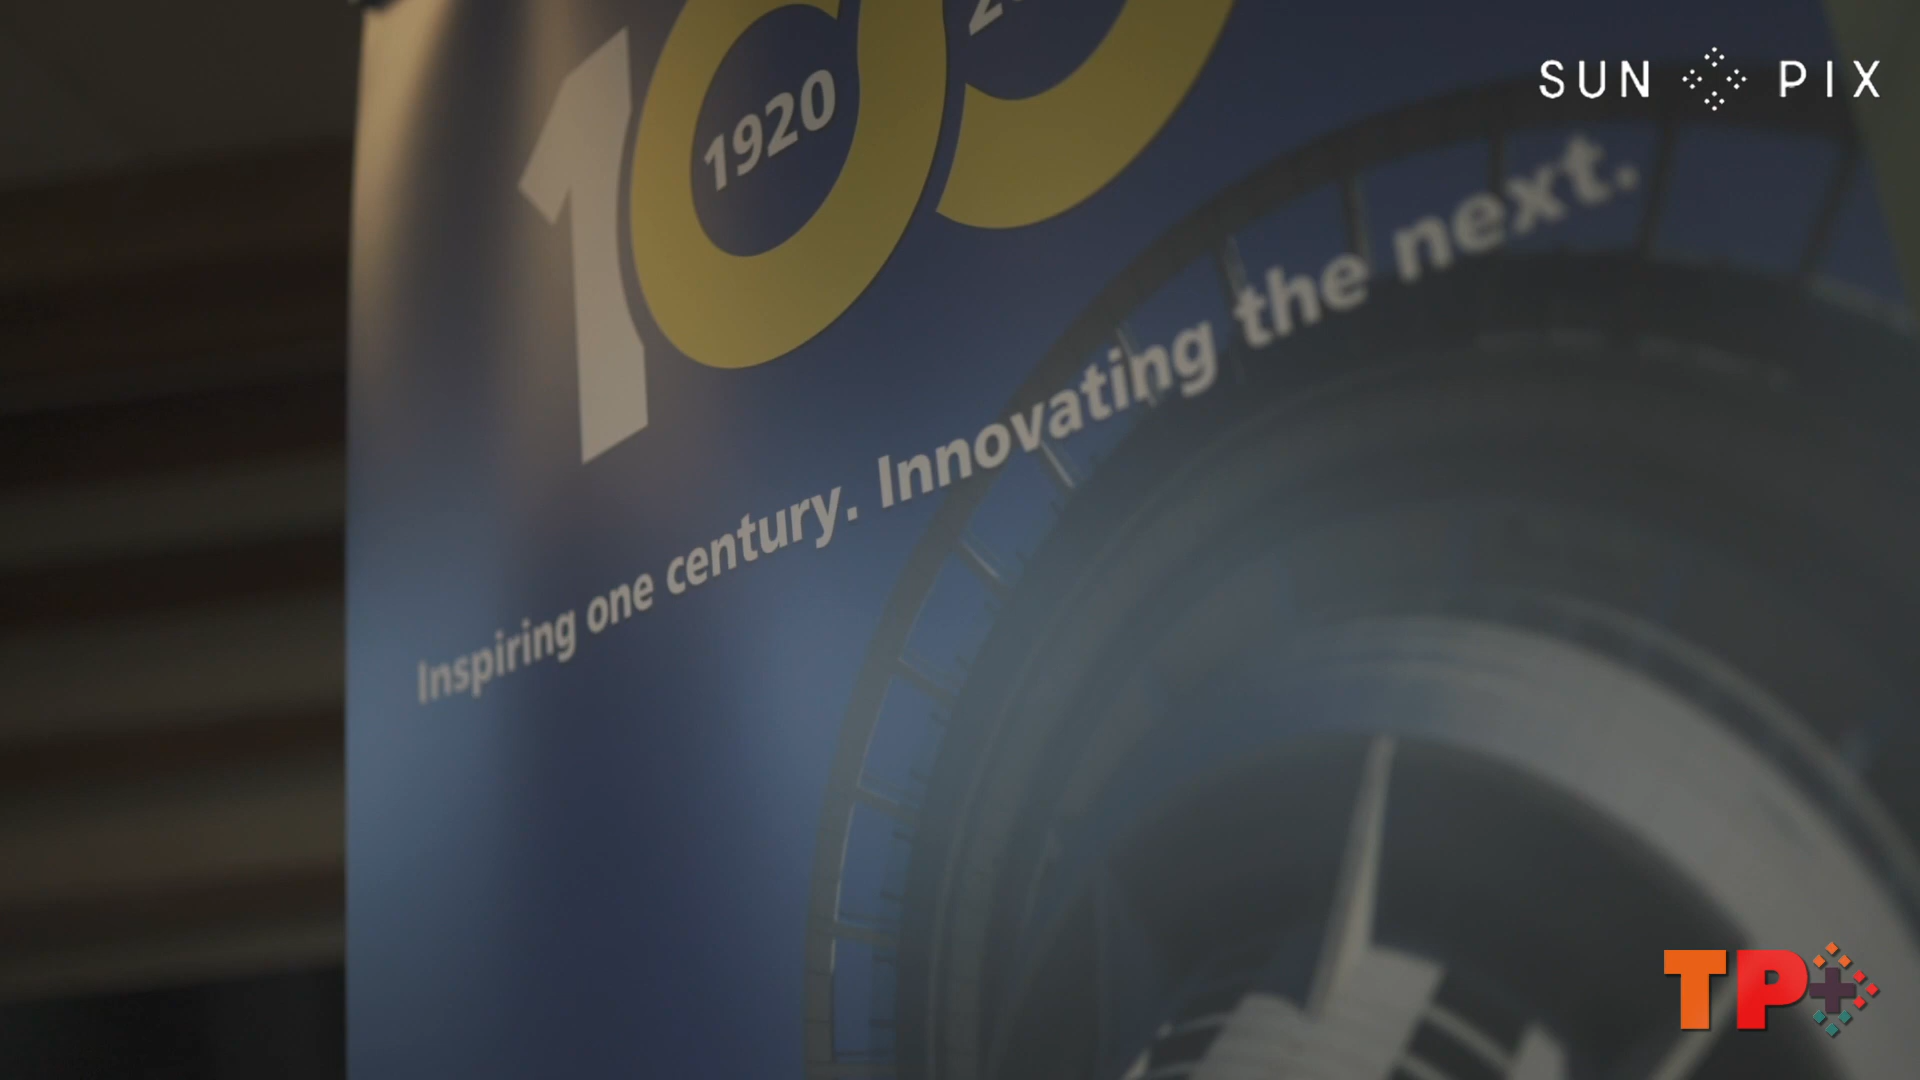 SUN PIX
100
1920
Inspiring one century. Innovating the next.
TP+